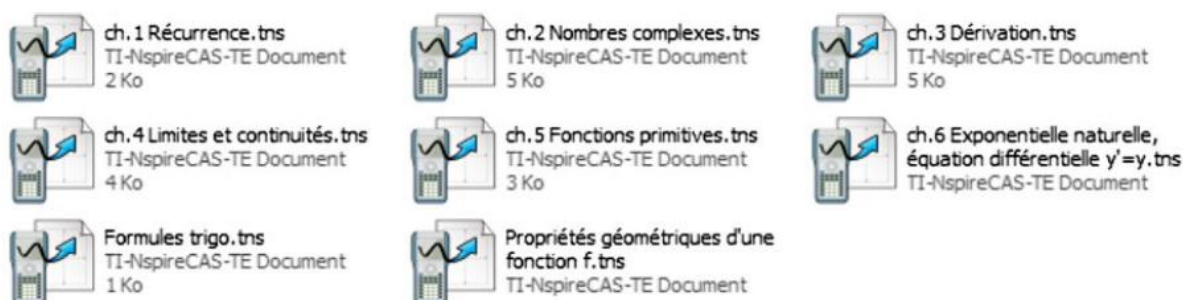 ch.1 Récurrence.tns
TI-NspireCAS-TE Document
2 Ko
ch.2 Nombres complexes.tns
TI-NspireCAS-TE Document
5 Ko
ch.3 Dérivation.tns
TI-NspireCAS-TE Document
5 Ko
ch.4 Limites et continuités.tns
TI-NspireCAS-TE Document
4 Ko
ch.5 Fonctions primitives.tns
TI-NspireCAS-TE Document
3 Ko
ch.6 Exponentielle naturelle,
équation différentielle y'=y.tns
TI-NspireCAS-TE Document
Formules trigo.tns
TI-NspireCAS-TE Document
1 Ko
Propriétés géométriques d'une
fonction f.tns
TI-NspireCAS-TE Document